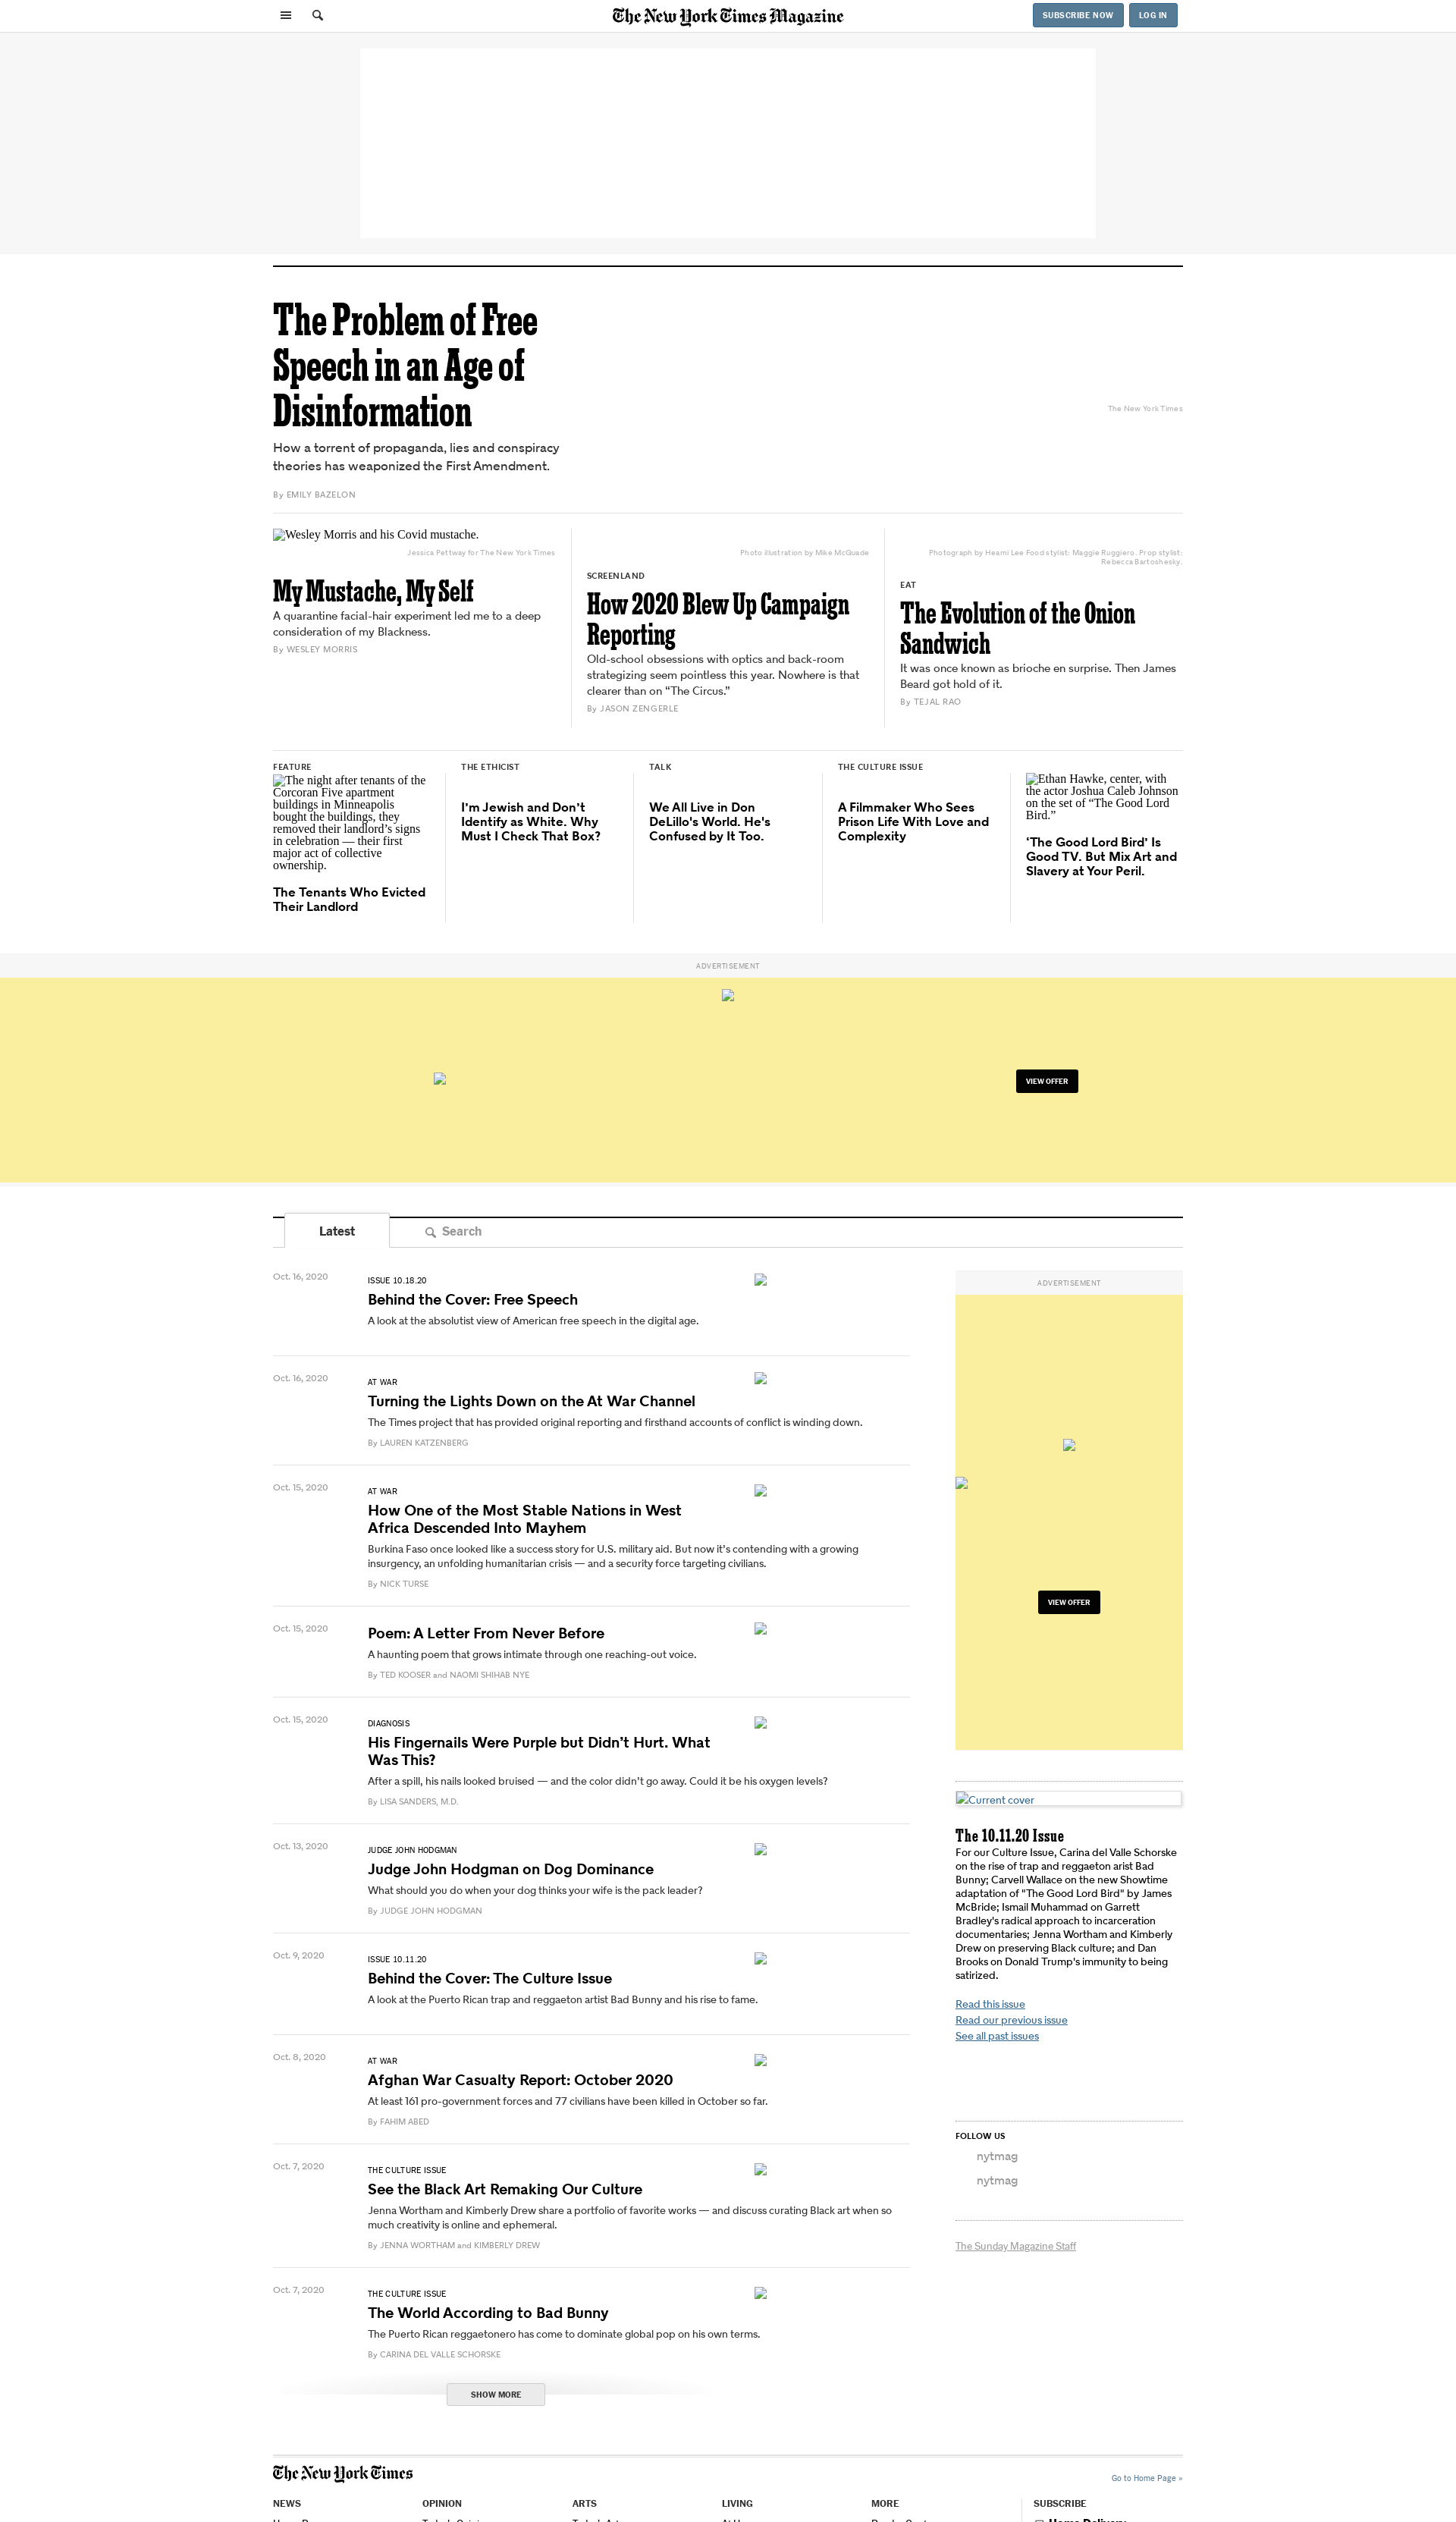 The New York Times Magazine
SUBSCRIBE NOW
LOG IN
The Problem of Free
Speech in an Age of
Disinformation
How a torrent of propaganda, lies and conspiracy
theories has weaponized the First Amendment.
By EMILY BAZELON
The New York Times
Wesley Morris and his Covid mustache.
Jessica Pettway for The New York Times
My Mustache, My Self
A quarantine facial-hair experiment led me to a deep
consideration of my Blackness.
By WESLEY MORRIS
Photo illustration by Mike McQuade
SCREENLAND
How 2020 Blew Up Campaign
Reporting
Old-school obsessions with optics and back-room
strategizing seem pointless this year. Nowhere is that
clearer than on “The Circus.”
By JASON ZENGERLE
Photograph by Heami Lee Food stylist: Maggie Ruggiero. Prop stylist:
Rebecca Bartoshesky.
EAT
The Evolution of the Onion
Sandwich
It was once known as brioche en surprise. Then James
Beard got hold of it.
By TEJAL RAO
FEATURE
The night after tenants of the
Corcoran Five apartment
buildings in Minneapolis
bought the buildings, they
removed their landlord’s signs
in celebration — their first
major act of collective
ownership.
The Tenants Who Evicted
Their Landlord
THE ETHICIST
I’m Jewish and Don’t
Identify as White. Why
Must I Check That Box?
TALK
We All Live in Don
DeLillo's World. He's
Confused by It Too.
THE CULTURE ISSUE
A Filmmaker Who Sees
Prison Life With Love and
Complexity
Ethan Hawke, center, with
the actor Joshua Caleb Johnson
on the set of “The Good Lord
Bird.”
‘The Good Lord Bird’ Is
Good TV. But Mix Art and
Slavery at Your Peril.
ADVERTISEMENT
VIEW OFFER
Latest
Search
Oct. 16, 2020
ISSUE 10.18.20
Behind the Cover: Free Speech
A look at the absolutist view of American free speech in the digital age.
Oct. 16, 2020
AT WAR
Turning the Lights Down on the At War Channel
The Times project that has provided original reporting and firsthand accounts of conflict is winding down.
By LAUREN KATZENBERG
Oct. 15, 2020
AT WAR
How One of the Most Stable Nations in West
Africa Descended Into Mayhem
Burkina Faso once looked like a success story for U.S. military aid. But now it’s contending with a growing
insurgency, an unfolding humanitarian crisis — and a security force targeting civilians.
By NICK TURSE
Oct. 15, 2020
Poem: A Letter From Never Before
A haunting poem that grows intimate through one reaching-out voice.
By TED KOOSER and NAOMI SHIHAB NYE
Oct. 15, 2020
DIAGNOSIS
His Fingernails Were Purple but Didn’t Hurt. What
Was This?
After a spill, his nails looked bruised — and the color didn’t go away. Could it be his oxygen levels?
By LISA SANDERS, M.D.
Oct. 13, 2020
JUDGE JOHN HODGMAN
Judge John Hodgman on Dog Dominance
What should you do when your dog thinks your wife is the pack leader?
By JUDGE JOHN HODGMAN
Oct. 9, 2020
ISSUE 10.11.20
Behind the Cover: The Culture Issue
A look at the Puerto Rican trap and reggaeton artist Bad Bunny and his rise to fame.
Oct. 8, 2020
AT WAR
Afghan War Casualty Report: October 2020
At least 161 pro-government forces and 77 civilians have been killed in October so far.
By FAHIM ABED
Oct. 7, 2020
THE CULTURE ISSUE
See the Black Art Remaking Our Culture
Jenna Wortham and Kimberly Drew share a portfolio of favorite works — and discuss curating Black art when so
much creativity is online and ephemeral.
By JENNA WORTHAM and KIMBERLY DREW
Oct. 7, 2020
THE CULTURE ISSUE
The World According to Bad Bunny
The Puerto Rican reggaetonero has come to dominate global pop on his own terms.
By CARINA DEL VALLE SCHORSKE
SHOW MORE
ADVERTISEMENT
VIEW OFFER
Current cover
The 10.11.20 Issue
For our Culture Issue, Carina del Valle Schorske
on the rise of trap and reggaeton arist Bad
Bunny; Carvell Wallace on the new Showtime
adaptation of "The Good Lord Bird" by James
McBride; Ismail Muhammad on Garrett
Bradley's radical approach to incarceration
documentaries; Jenna Wortham and Kimberly
Drew on preserving Black culture; and Dan
Brooks on Donald Trump's immunity to being
satirized.
Read this issue
Read our previous issue
See all past issues
FOLLOW US
nytmag
nytmag
The Sunday Magazine Staff
The New York Times
Go to Home Page »
NEWS
OPINION
ARTS
LIVING
MORE
SUBSCRIBE